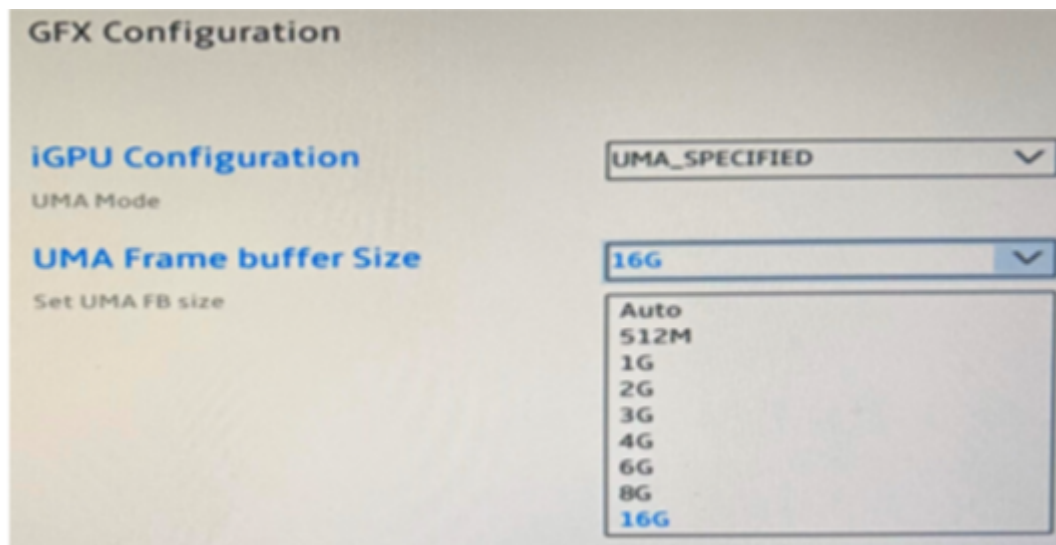 GFX Configuration
iGPU Configuration
UMA_SPECIFIED
UMA Mode
UMA Frame buffer Size
16G
Set UMA FB size
Auto
512M
1G
2G
3G
4G
6G
8G
16G